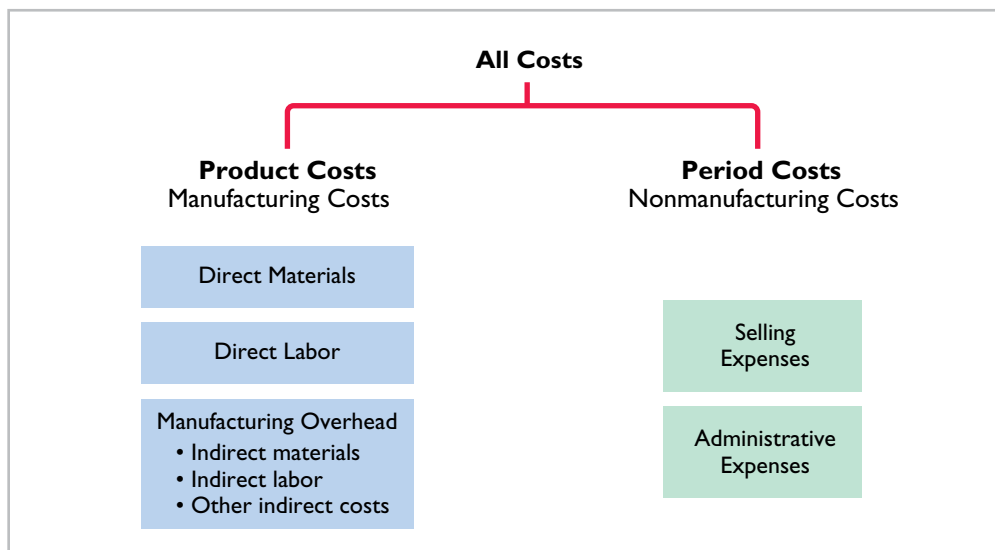 All Costs
Product Costs
Manufacturing Costs
Direct Materials
Direct Labor
Manufacturing Overhead
• Indirect materials
• Indirect labor
• Other indirect costs
Period Costs
Nonmanufacturing Costs
Selling
Expenses
Administrative
Expenses